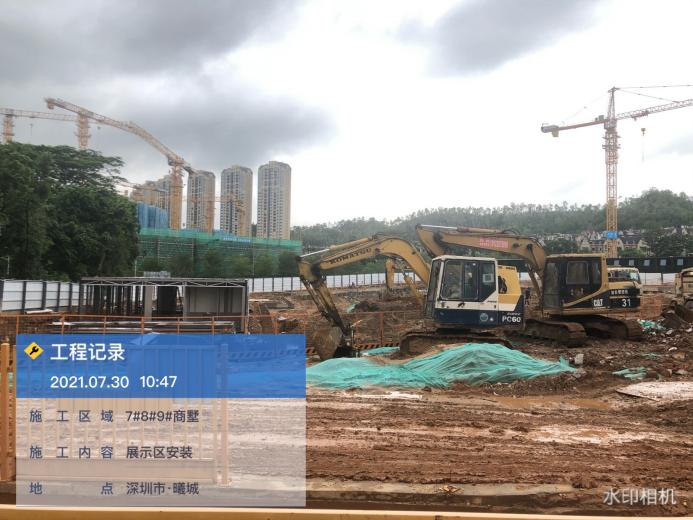 KOMATSU
PC60
CAT
31
工程记录
2021.07.30 10:47
施工区域 7#8#9#商墅
施工内容 展示区安装
地点 深圳市·曦城
水印相机